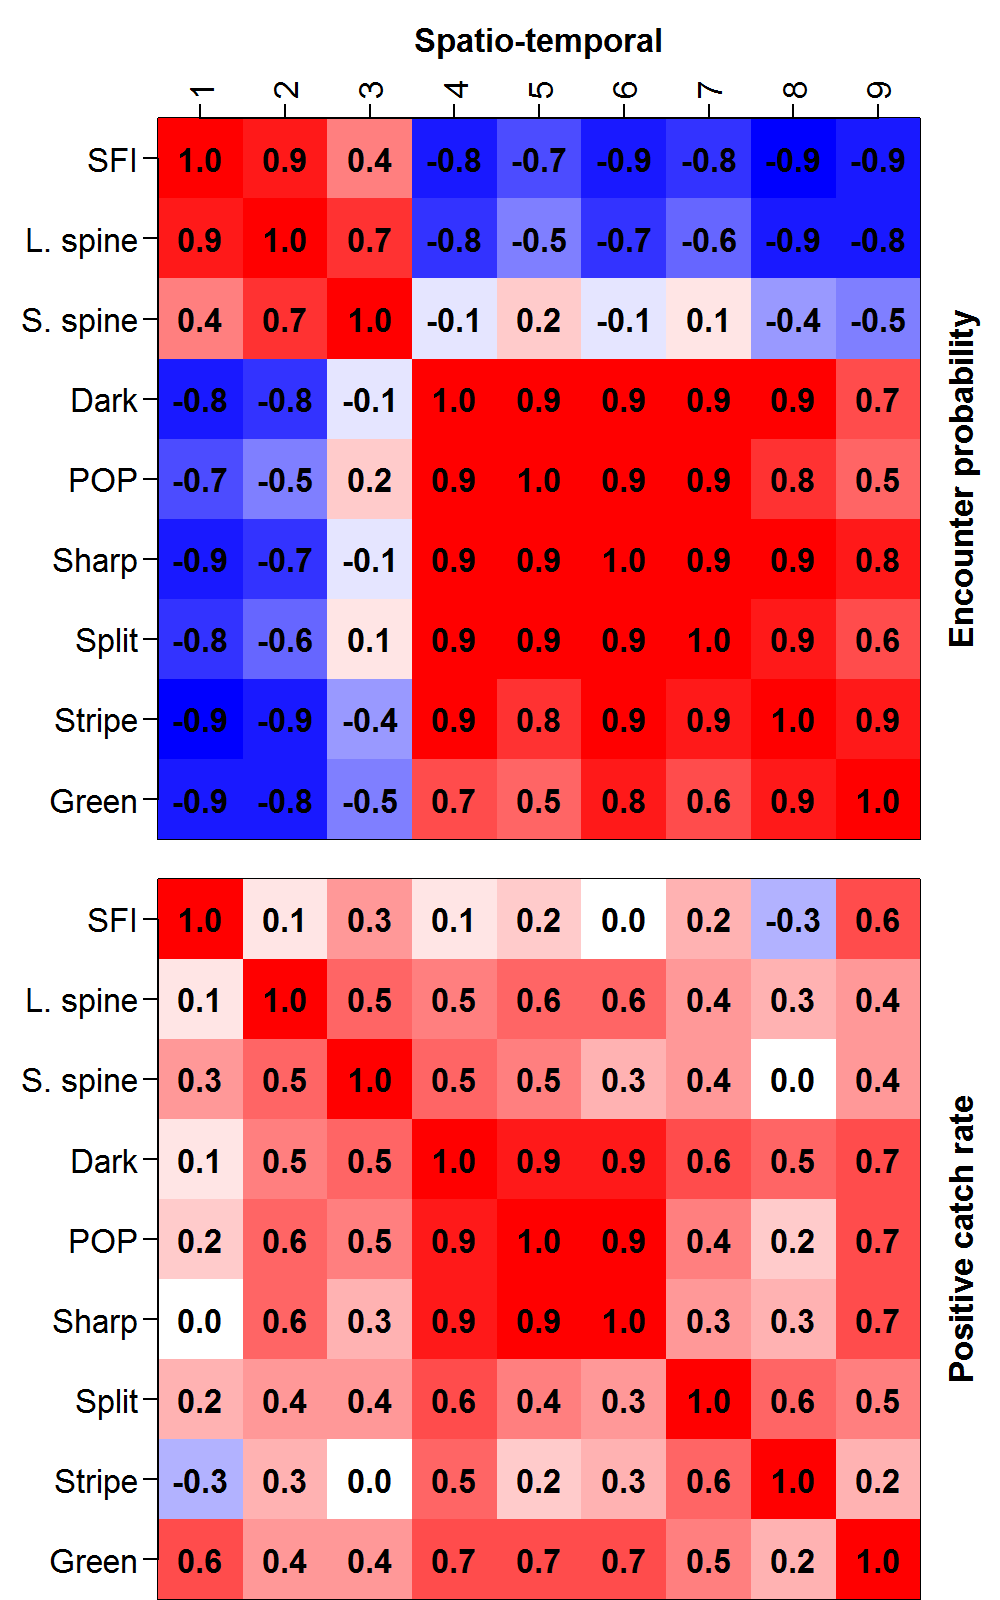 Spatio-temporal
1 2 3 4 5 6 7 8 9
SFI 1.0 0.9 0.4 -0.8 -0.7 -0.9 -0.8 -0.9 -0.9
L. spine 0.9 1.0 0.7 -0.8 -0.5 -0.7 -0.6 -0.9 -0.8
S. spine 0.4 0.7 1.0 -0.1 0.2 -0.1 0.1 -0.4 -0.5
Dark -0.8 -0.8 -0.1 1.0 0.9 0.9 0.9 0.9 0.7
POP -0.7 -0.5 0.2 0.9 1.0 0.9 0.9 0.8 0.5
Sharp -0.9 -0.7 -0.1 0.9 0.9 1.0 0.9 0.9 0.8
Split -0.8 -0.6 0.1 0.9 0.9 0.9 1.0 0.9 0.6
Stripe -0.9 -0.9 -0.4 0.9 0.8 0.9 0.9 1.0 0.9
Green -0.9 -0.8 -0.5 0.7 0.5 0.8 0.6 0.9 1.0
Encounter probability
SFI 1.0 0.1 0.3 0.1 0.2 0.0 0.2 -0.3 0.6
L. spine 0.1 1.0 0.5 0.5 0.6 0.6 0.4 0.3 0.4
S. spine 0.3 0.5 1.0 0.5 0.5 0.3 0.4 0.0 0.4
Dark 0.1 0.5 0.5 1.0 0.9 0.9 0.6 0.5 0.7
POP 0.2 0.6 0.5 0.9 1.0 0.9 0.4 0.2 0.7
Sharp 0.0 0.6 0.3 0.9 0.9 1.0 0.3 0.3 0.7
Split 0.2 0.4 0.4 0.6 0.4 0.3 1.0 0.6 0.5
Stripe -0.3 0.3 0.0 0.5 0.2 0.3 0.6 1.0 0.2
Green 0.6 0.4 0.4 0.7 0.7 0.7 0.5 0.2 1.0
Positive catch rate